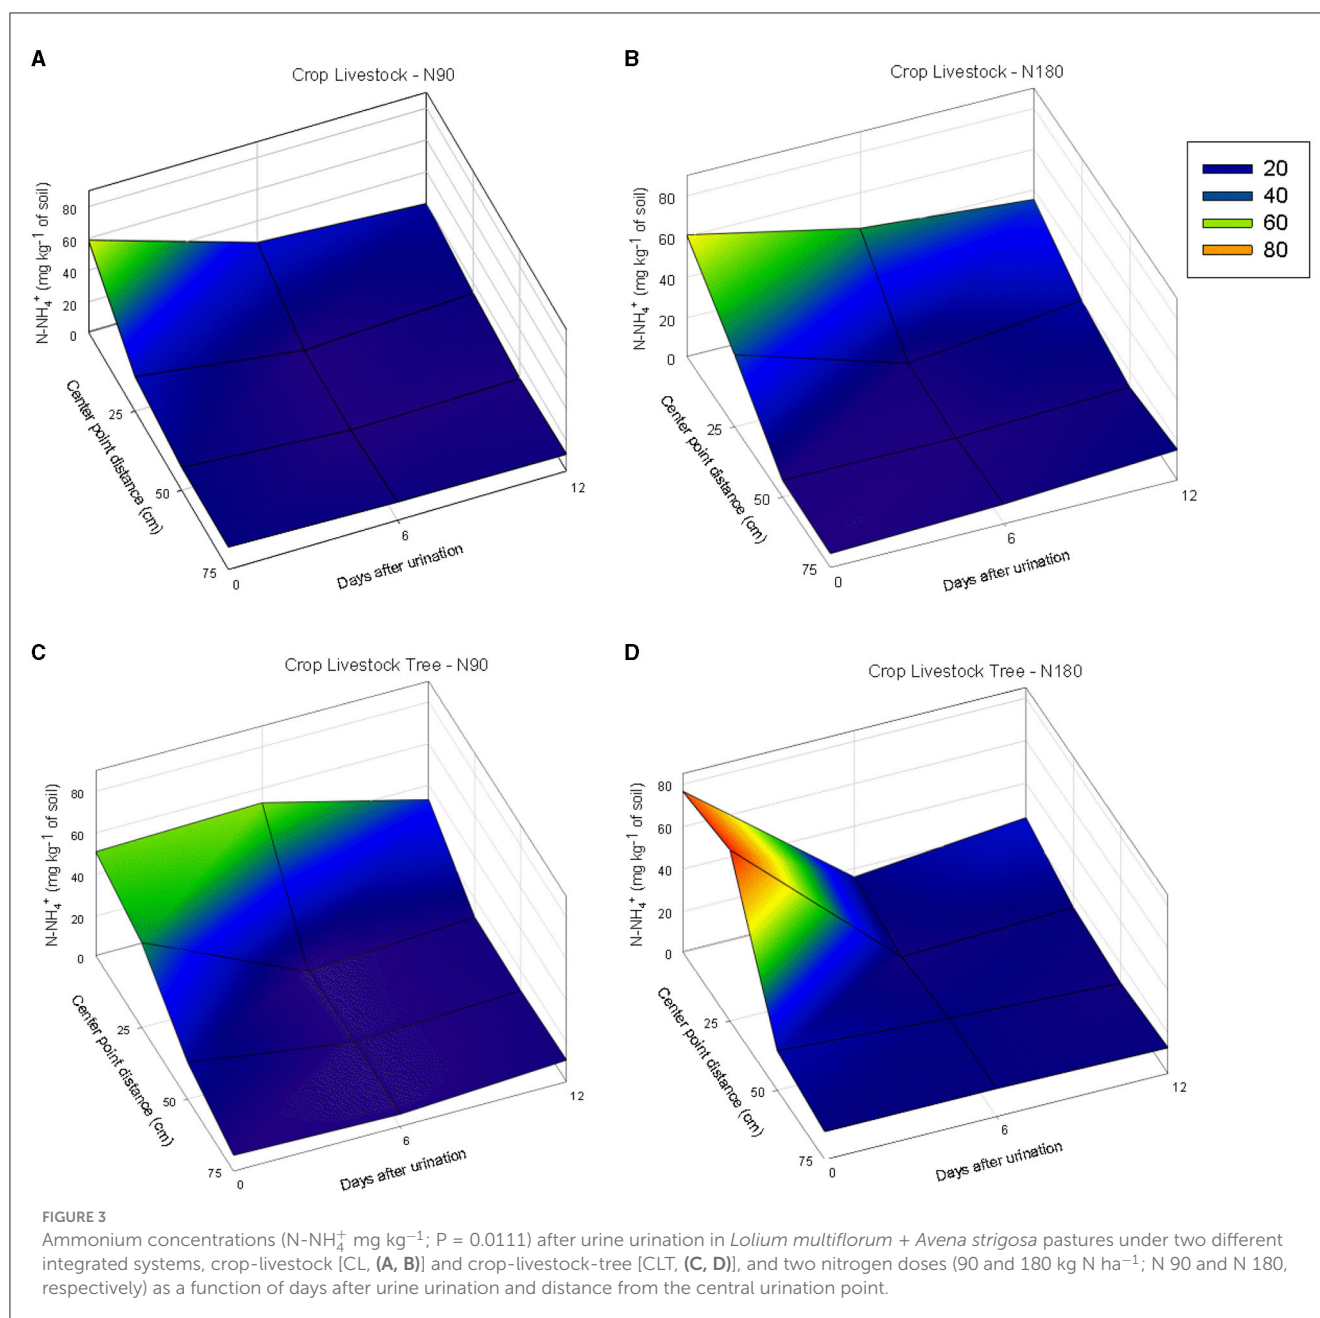 A
Crop Livestock - N90
N-NH4+ (mg kg-1 of soil)
80
60
40
20
0
Center point distance (cm)
25
50
75
0
6
12
Days after urination
B
Crop Livestock - N180
N-NH4+ (mg kg-1 of soil)
80
60
40
20
0
Center point distance (cm)
25
50
75
0
6
12
Days after urination
20
40
60
80
C
Crop Livestock Tree - N90
N-NH4+ (mg kg-1 of soil)
80
60
40
20
0
Center point distance (cm)
25
50
75
0
6
12
Days after urination
D
Crop Livestock Tree - N180
N-NH4+ (mg kg-1 of soil)
80
60
40
20
0
Center point distance (cm)
25
50
75
0
6
12
Days after urination
FIGURE 3
Ammonium concentrations (N-NH4+ mg kg−1; P = 0.0111) after urine urination in Lolium multiflorum + Avena strigosa pastures under two different
integrated systems, crop-livestock [CL, (A, B)] and crop-livestock-tree [CLT, (C, D)], and two nitrogen doses (90 and 180 kg N ha−1; N 90 and N 180,
respectively) as a function of days after urine urination and distance from the central urination point.